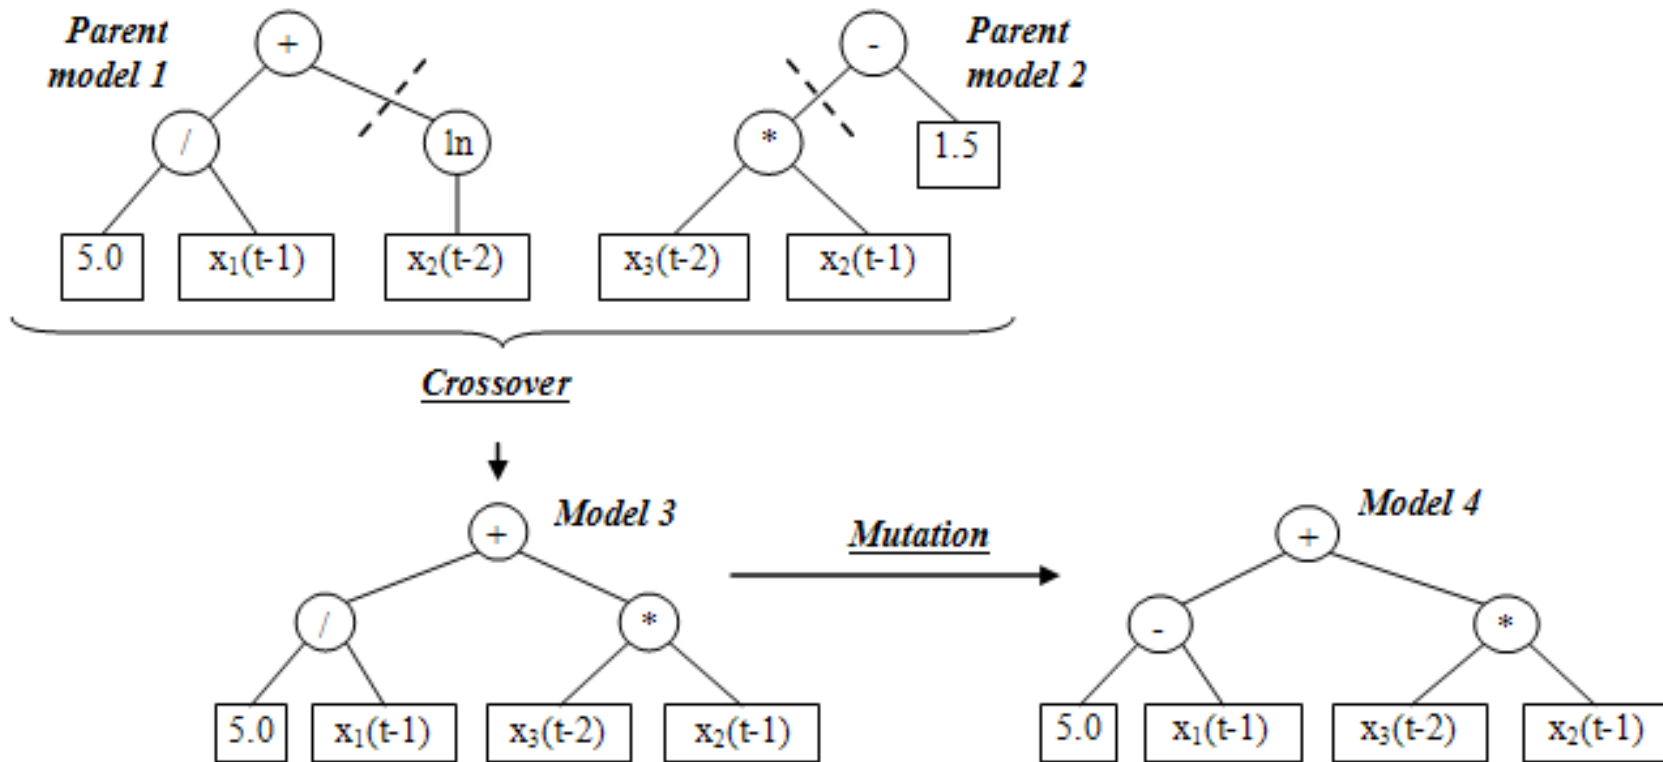 Parent
model 1
+
-
Parent
model 2
/
ln
*
1.5
5.0
x₁(t-1)
x₂(t-2)
x₃(t-2)
x₂(t-1)
Crossover
+
Model 3
Mutation
+
Model 4
/
*
-
*
5.0
x₁(t-1)
x₃(t-2)
x₂(t-1)
5.0
x₁(t-1)
x₃(t-2)
x₂(t-1)